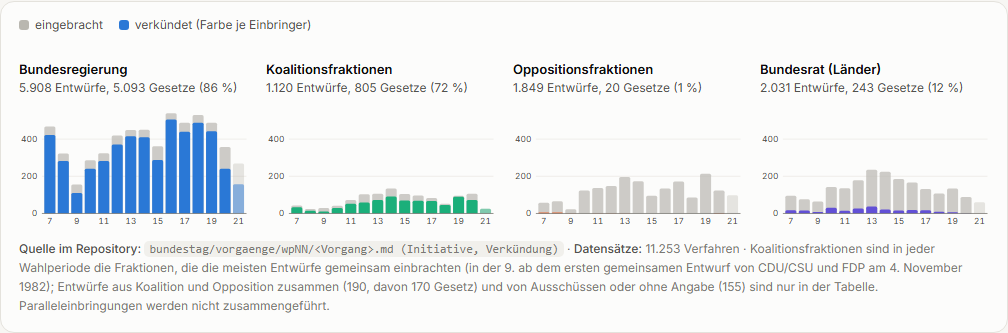 eingebracht verkündet (Farbe je Einbringer)
Bundesregierung
5.908 Entwürfe, 5.093 Gesetze (86 %)
400
200
0
7 9 11 13 15 17 19 21
Koalitionsfraktionen
1.120 Entwürfe, 805 Gesetze (72 %)
400
200
0
7 9 11 13 15 17 19 21
Oppositionsfraktionen
1.849 Entwürfe, 20 Gesetze (1 %)
400
200
0
7 9 11 13 15 17 19 21
Bundesrat (Länder)
2.031 Entwürfe, 243 Gesetze (12 %)
400
200
0
7 9 11 13 15 17 19 21
Quelle im Repository: bundestag/vorgaenge/wpNN/<Vorgang>.md (Initiative, Verkündung) · Datensätze: 11.253 Verfahren · Koalitionsfraktionen sind in jeder
Wahlperiode die Fraktionen, die die meisten Entwürfe gemeinsam einbrachten (in der 9. ab dem ersten gemeinsamen Entwurf von CDU/CSU und FDP am 4. November
1982); Entwürfe aus Koalition und Opposition zusammen (190, davon 170 Gesetz) und von Ausschüssen oder ohne Angabe (155) sind nur in der Tabelle.
Paralleleinbringungen werden nicht zusammengeführt.